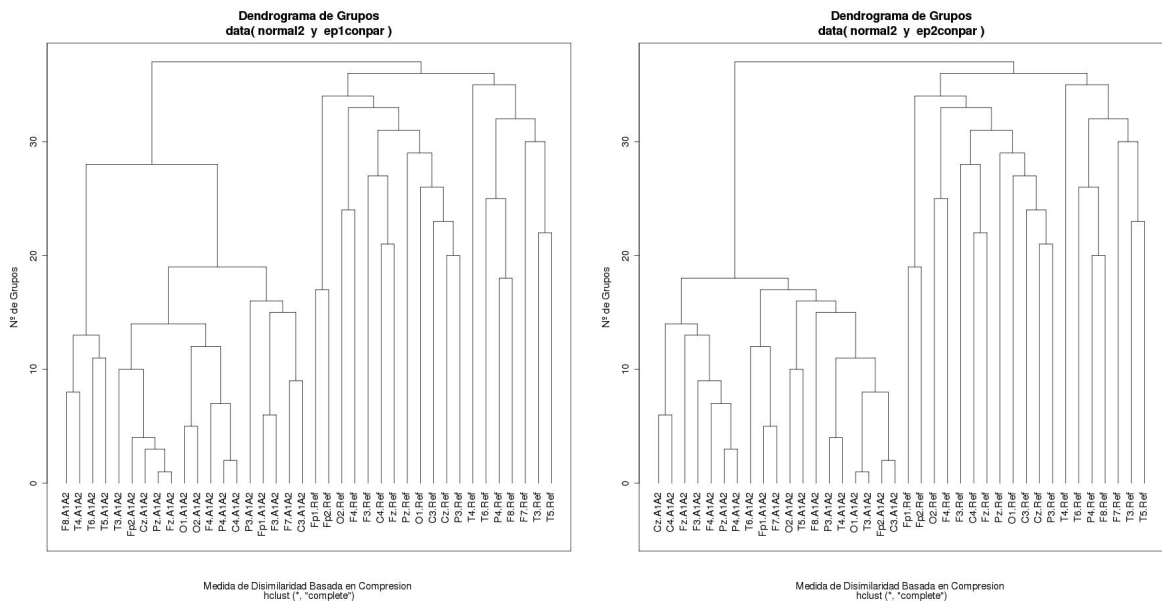 Dendrograma de Grupos
data( normal2 y ep1conpar )
Nº de Grupos
0
10
20
30
F8.A1A2
T4.A1A2
T6.A1A2
T5.A1A2
T3.A1A2
Fp2.A1A2
Cz.A1A2
Pz.A1A2
Fz.A1A2
O1.A1A2
O2.A1A2
F4.A1A2
P4.A1A2
C4.A1A2
P3.A1A2
Fp1.A1A2
F3.A1A2
F7.A1A2
C3.A1A2
Fp1.Ref
Fp2.Ref
O2.Ref
F4.Ref
F3.Ref
C4.Ref
Fz.Ref
Pz.Ref
O1.Ref
C3.Ref
Cz.Ref
P3.Ref
T4.Ref
T6.Ref
P4.Ref
F8.Ref
F7.Ref
T3.Ref
T5.Ref
Medida de Disimilaridad Basada en Compresion
hclust (*, "complete")
Dendrograma de Grupos
data( normal2 y ep2conpar )
Nº de Grupos
0
10
20
30
Cz.A1A2
C4.A1A2
Fz.A1A2
F3.A1A2
F4.A1A2
Pz.A1A2
P4.A1A2
T6.A1A2
Fp1.A1A2
F7.A1A2
O2.A1A2
T5.A1A2
F8.A1A2
P3.A1A2
T4.A1A2
O1.A1A2
T3.A1A2
Fp2.A1A2
C3.A1A2
Fp1.Ref
Fp2.Ref
O2.Ref
F4.Ref
F3.Ref
C4.Ref
Fz.Ref
Pz.Ref
O1.Ref
C3.Ref
Cz.Ref
P3.Ref
T4.Ref
T6.Ref
P4.Ref
F8.Ref
F7.Ref
T3.Ref
T5.Ref
Medida de Disimilaridad Basada en Compresion
hclust (*, "complete")